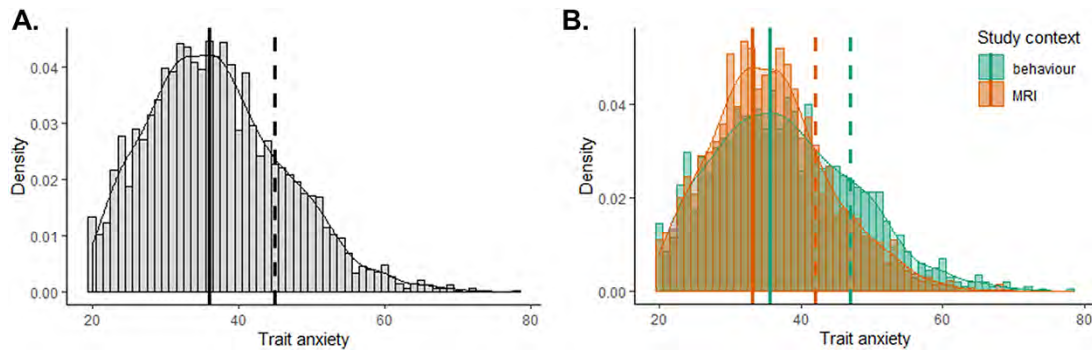 A.
0.04
0.03
0.02
0.01
0.00
Density
20
40
60
80
Trait anxiety
B.
Study context
behaviour
MRI
0.04
0.02
0.00
Density
20
40
60
80
Trait anxiety